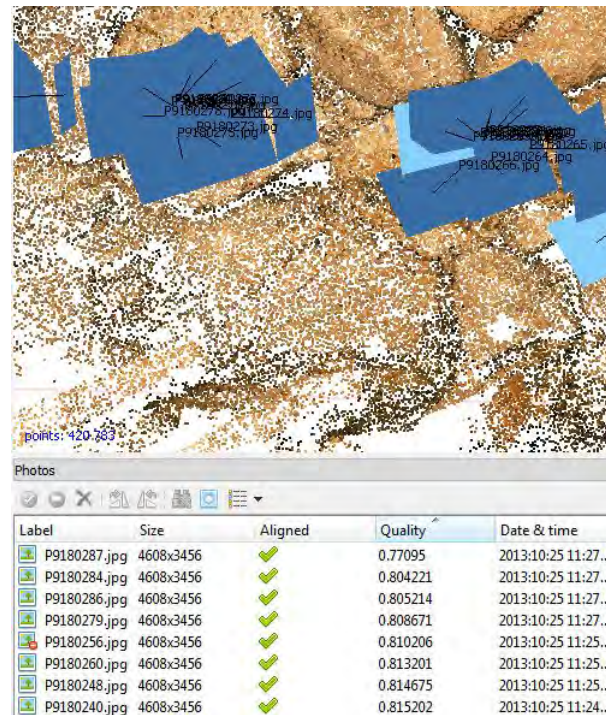 P9180278.jpg
P9180274.jpg
P9180273.jpg
P9180275.jpg
P9180265.jpg
P9180264.jpg
P9180266.jpg
points: 420.783
Photos
Label Size Aligned Quality Date & time
P9180287.jpg 4608x3456 0.77095 2013:10:25 11:27..
P9180284.jpg 4608x3456 0.804221 2013:10:25 11:27..
P9180286.jpg 4608x3456 0.805214 2013:10:25 11:27..
P9180279.jpg 4608x3456 0.808671 2013:10:25 11:27..
P9180256.jpg 4608x3456 0.810206 2013:10:25 11:25..
P9180260.jpg 4608x3456 0.813201 2013:10:25 11:25..
P9180248.jpg 4608x3456 0.814675 2013:10:25 11:25..
P9180240.jpg 4608x3456 0.815202 2013:10:25 11:24..